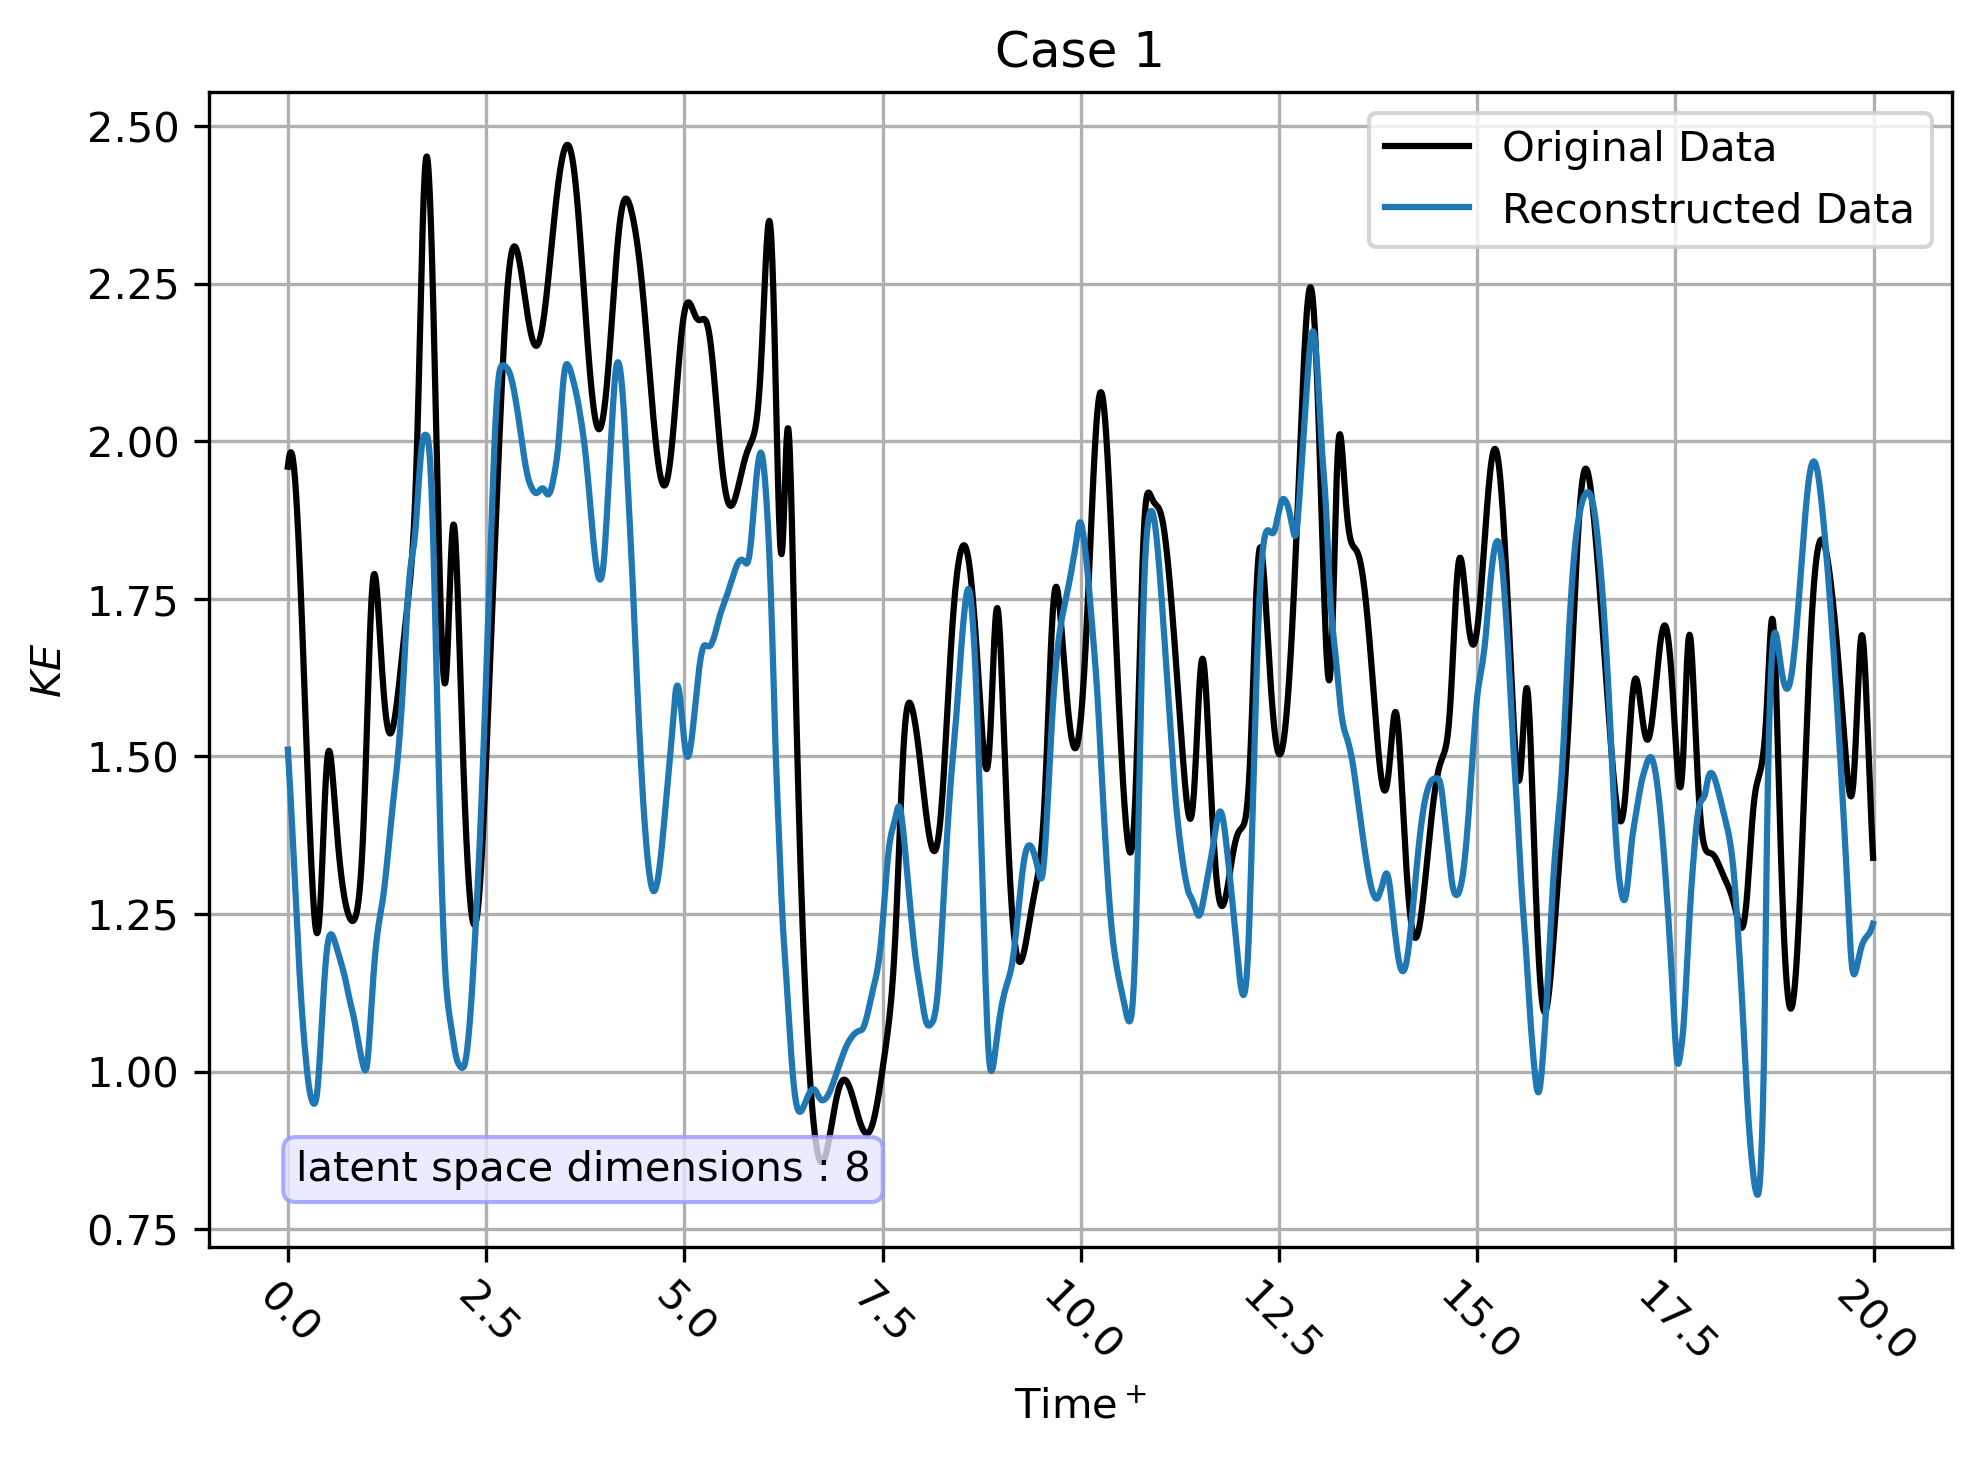 Case 1
2.50
2.25
2.00
1.75
1.50
1.25
1.00
0.75
KE
Original Data
Reconstructed Data
latent space dimensions : 8
0.0 2.5 5.0 7.5 10.0 12.5 15.0 17.5 20.0
Time⁺